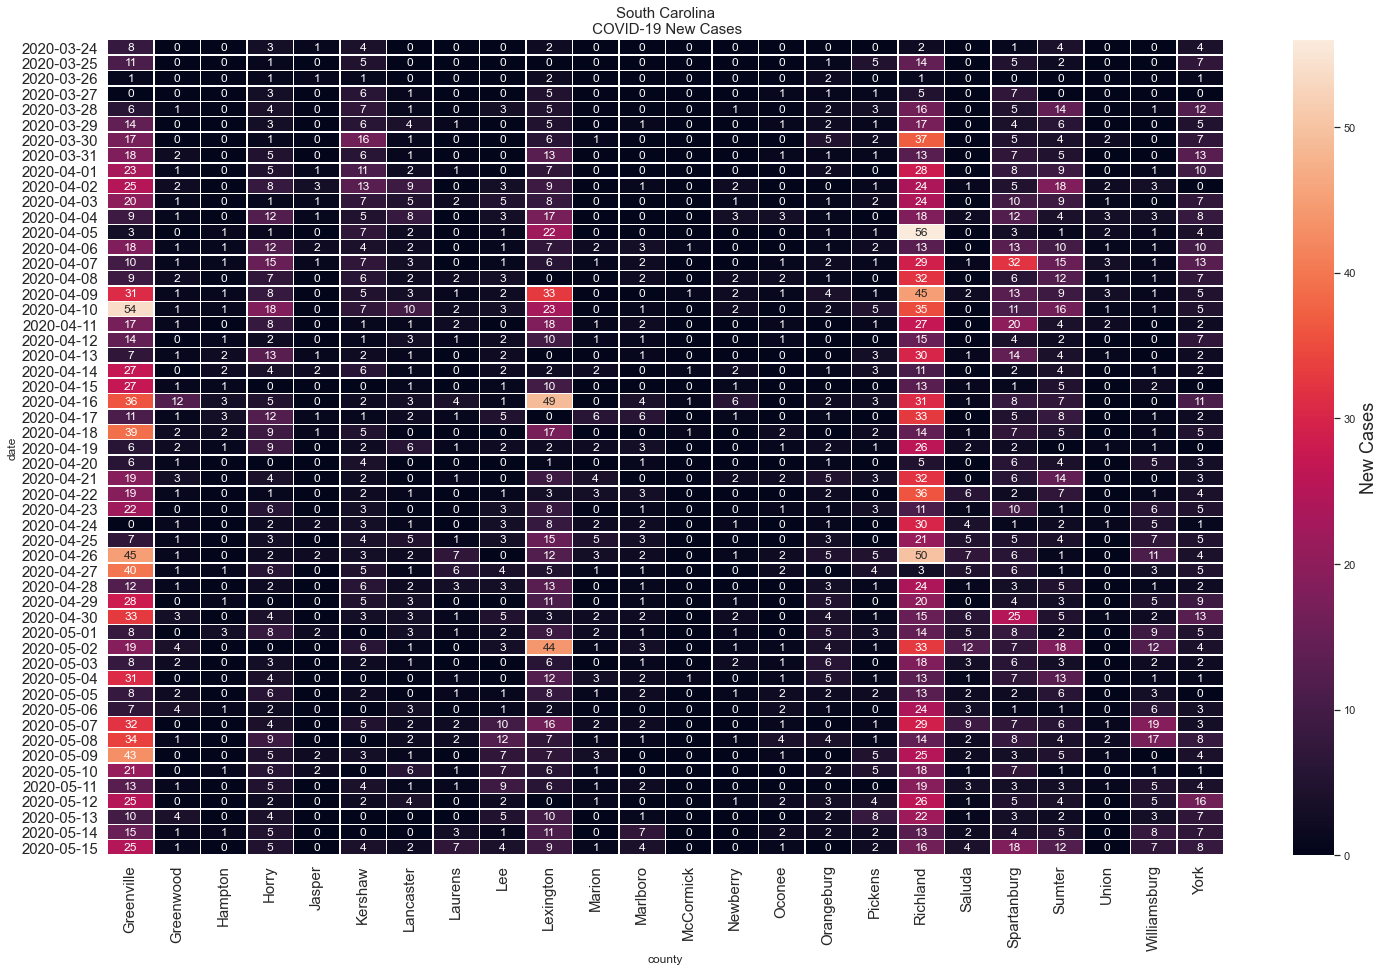 South Carolina
COVID-19 New Cases
2020-03-24 8 0 0 3 1 4 0 0 0 2 0 0 0 0 0 0 0 2 0 1 4 0 0 4
2020-03-25 11 0 0 1 0 5 0 0 0 0 0 0 0 0 0 1 5 14 0 5 2 0 0 7
2020-03-26 1 0 0 1 1 1 0 0 0 2 0 0 0 0 0 2 0 1 0 0 0 0 0 1
2020-03-27 0 0 0 3 0 6 1 0 0 5 0 0 0 0 1 1 1 5 0 7 0 0 0 0
2020-03-28 6 1 0 4 0 7 1 0 3 5 0 0 0 1 0 2 3 16 0 5 14 0 1 12
2020-03-29 14 0 0 3 0 6 4 1 0 5 0 1 0 0 1 2 1 17 0 4 6 0 0 5
2020-03-30 17 0 0 1 0 16 1 0 0 6 1 0 0 0 0 5 2 37 0 5 4 2 0 7
2020-03-31 18 2 0 5 0 6 1 0 0 13 0 0 0 0 1 1 1 13 0 7 5 0 0 13
2020-04-01 23 1 0 5 1 11 2 1 0 7 0 0 0 0 0 2 0 28 0 8 9 0 1 10
2020-04-02 25 2 0 8 3 13 9 0 3 9 0 1 0 2 0 0 1 24 1 5 18 2 3 0
2020-04-03 20 1 0 1 1 7 5 2 5 8 0 0 0 1 0 1 2 24 0 10 9 1 0 7
2020-04-04 9 1 0 12 1 5 8 0 3 17 0 0 0 3 3 1 0 18 2 12 4 3 3 8
2020-04-05 3 0 1 1 0 7 2 0 1 22 0 0 0 0 0 1 1 56 0 3 1 2 1 4
2020-04-06 18 1 1 12 2 4 2 0 1 7 2 3 1 0 0 1 2 13 0 13 10 1 1 10
2020-04-07 10 1 1 15 1 7 3 0 1 6 1 2 0 0 1 2 1 29 1 32 15 3 1 13
2020-04-08 9 2 0 7 0 6 2 2 3 0 0 2 0 2 2 1 0 32 0 6 12 1 1 7
2020-04-09 31 1 1 8 0 5 3 1 2 33 0 0 1 2 1 4 1 45 2 13 9 3 1 5
2020-04-10 54 1 1 18 0 7 10 2 3 23 0 1 0 2 0 2 5 35 0 11 16 1 1 5
2020-04-11 17 1 0 8 0 1 1 2 0 18 1 2 0 0 1 0 1 27 0 20 4 2 0 2
2020-04-12 14 0 1 2 0 1 3 1 2 10 1 1 0 0 1 0 0 15 0 4 2 0 0 7
2020-04-13 7 1 2 13 1 2 1 0 2 0 0 1 0 0 0 0 3 30 1 14 4 1 0 2
2020-04-14 27 0 2 4 2 6 1 0 2 2 2 0 1 2 0 1 3 11 0 2 4 0 1 2
2020-04-15 27 1 1 0 0 0 1 0 1 10 0 0 0 1 0 0 0 13 1 1 5 0 2 0
2020-04-16 36 12 3 5 0 2 3 4 1 49 0 4 1 6 0 2 3 31 1 8 7 0 0 11
2020-04-17 11 1 3 12 1 1 2 1 5 0 6 6 0 1 0 1 0 33 0 5 8 0 1 2
2020-04-18 39 2 2 9 1 5 0 0 0 17 0 0 1 0 2 0 2 14 1 7 5 0 1 5
2020-04-19 6 2 1 9 0 2 6 1 2 2 2 3 0 0 1 2 1 26 2 2 0 1 1 0
2020-04-20 6 1 0 0 0 4 0 0 0 1 0 1 0 0 0 1 0 5 0 6 4 0 5 3
2020-04-21 19 3 0 4 0 2 0 1 0 9 4 0 0 2 2 5 3 32 0 6 14 0 0 3
2020-04-22 19 1 0 1 0 2 1 0 1 3 3 3 0 0 0 2 0 36 6 2 7 0 1 4
2020-04-23 22 0 0 6 0 3 0 0 3 8 0 1 0 0 1 1 3 11 1 10 1 0 6 5
2020-04-24 0 1 0 2 2 3 1 0 3 8 2 2 0 1 0 1 0 30 4 1 2 1 5 1
2020-04-25 7 1 0 3 0 4 5 1 3 15 5 3 0 0 0 2 1 21 5 5 4 0 7 5
2020-04-26 45 1 0 2 2 3 2 7 0 12 3 2 0 1 2 5 5 50 7 6 1 0 11 4
2020-04-27 40 1 1 6 0 5 1 6 4 5 1 1 0 0 2 0 4 3 5 6 1 0 3 5
2020-04-28 12 1 0 2 0 6 2 3 3 13 0 1 0 0 0 3 1 24 1 3 5 0 1 2
2020-04-29 28 0 1 0 0 5 3 0 0 11 0 1 0 1 0 5 0 20 0 4 3 0 5 9
2020-04-30 33 3 0 4 0 3 3 1 5 3 2 2 0 2 0 4 1 15 6 25 5 1 2 13
2020-05-01 8 0 3 8 2 0 3 1 2 9 2 1 0 1 0 5 3 14 5 8 2 0 9 5
2020-05-02 19 4 0 0 0 6 1 0 3 44 1 3 0 1 1 4 1 33 12 7 18 0 12 4
2020-05-03 8 2 0 3 0 2 1 0 0 6 0 1 0 2 1 6 0 18 3 6 3 0 2 2
2020-05-04 31 0 0 4 0 0 0 0 1 12 3 2 1 0 1 5 1 13 1 7 13 0 1 1
2020-05-05 8 2 0 6 0 2 0 1 1 8 1 2 0 1 2 2 2 13 2 2 6 0 3 0
2020-05-06 7 4 1 2 0 0 3 0 1 2 0 0 0 0 2 1 0 24 3 1 1 0 6 3
2020-05-07 32 0 0 4 0 5 2 2 10 16 2 2 0 0 1 0 1 29 9 7 6 1 19 3
2020-05-08 34 1 0 9 0 0 2 2 12 7 1 1 0 1 4 4 1 14 2 8 4 2 17 8
2020-05-09 43 0 0 5 2 3 1 0 7 7 3 0 0 0 1 0 5 25 2 3 5 1 0 4
2020-05-10 21 0 1 6 2 0 6 1 7 6 1 0 0 0 0 2 5 18 1 7 1 0 1 1
2020-05-11 13 1 0 5 0 4 1 1 9 6 1 2 0 0 0 0 0 19 3 3 3 1 5 4
2020-05-12 25 0 0 2 0 2 4 0 2 0 1 0 0 1 2 3 4 26 1 5 4 0 5 16
2020-05-13 10 4 0 4 0 0 0 0 5 10 0 1 0 0 0 2 8 22 1 3 2 0 3 7
2020-05-14 15 1 1 5 0 0 0 3 1 11 0 7 0 0 2 2 2 13 2 4 5 0 8 7
2020-05-15 25 1 0 5 0 4 2 7 4 9 1 4 0 0 1 0 2 16 4 18 12 0 7 8
Greenville Greenwood Hampton Horry Jasper Kershaw Lancaster Laurens Lee Lexington Marion Marlboro McCormick Newberry Oconee Orangeburg Pickens Richland Saluda Spartanburg Sumter Union Williamsburg York
county
date
50
40
30
20
10
0
New Cases